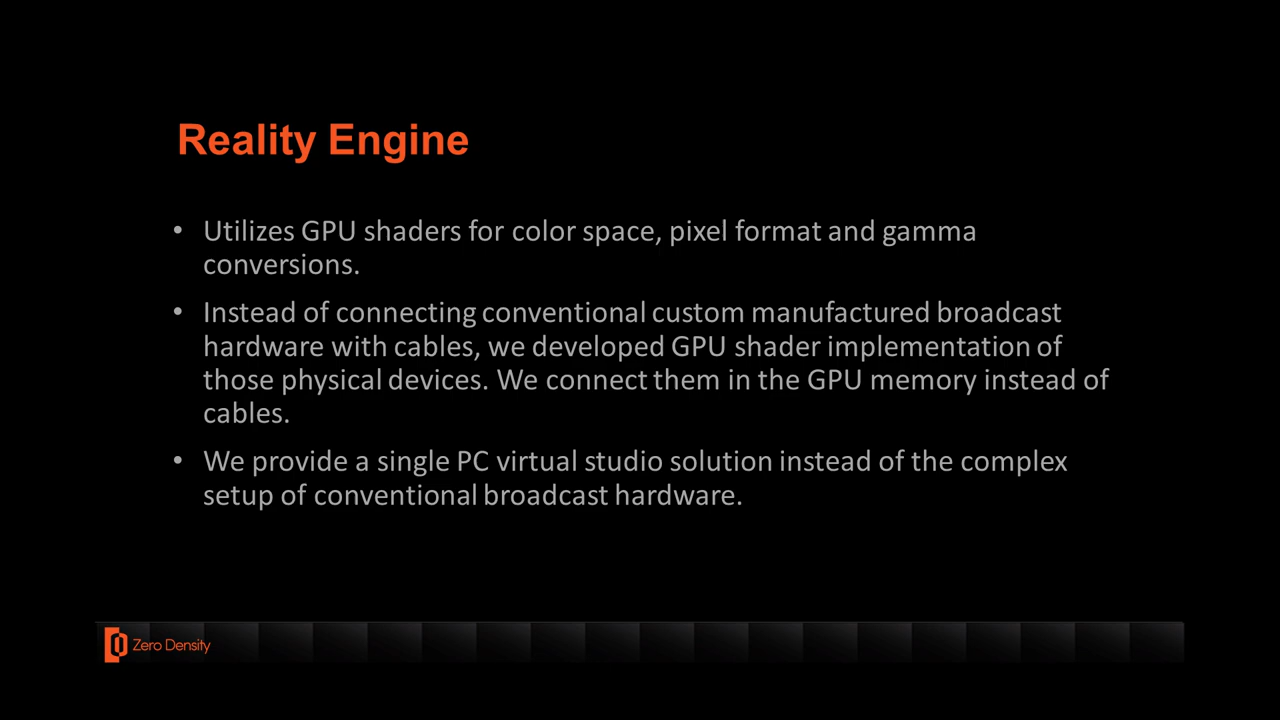 Reality Engine
• Utilizes GPU shaders for color space, pixel format and gamma
conversions.
• Instead of connecting conventional custom manufactured broadcast
hardware with cables, we developed GPU shader implementation of
those physical devices. We connect them in the GPU memory instead of
cables.
• We provide a single PC virtual studio solution instead of the complex
setup of conventional broadcast hardware.
Zero Density